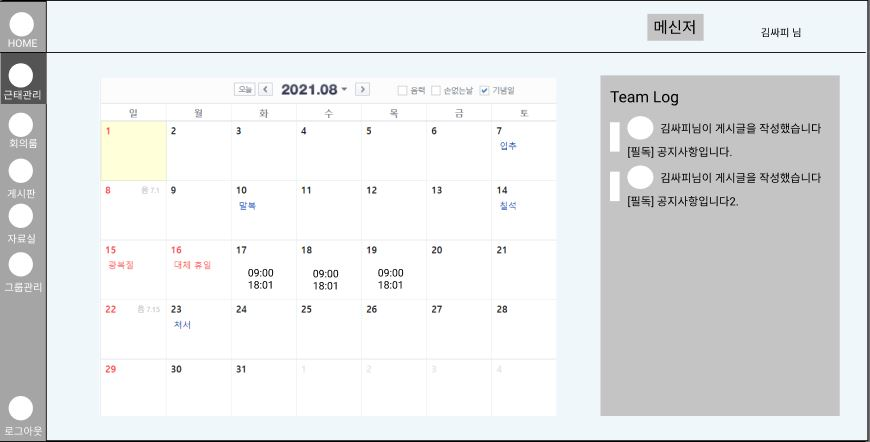 HOME
근태관리
회의룸
게시판
자료실
그룹관리
로그아웃
메신저
김싸피 님
오늘 < 2021.08 > 음력 손없는날 기념일
일 월 화 수 목 금 토
1 2 3 4 5 6 7
입추
8 음 7.1 9 10 11 12 13 14
말복 칠석
15 16 17 18 19 20 21
광복절 대체 휴일
09:00 09:00 09:00
18:01 18:01 18:01
22 음 7.15 23 24 25 26 27 28
처서
29 30 31 1 2 3 4
Team Log
김싸피님이 게시글을 작성했습니다
[필독] 공지사항입니다.
김싸피님이 게시글을 작성했습니다
[필독] 공지사항입니다2.